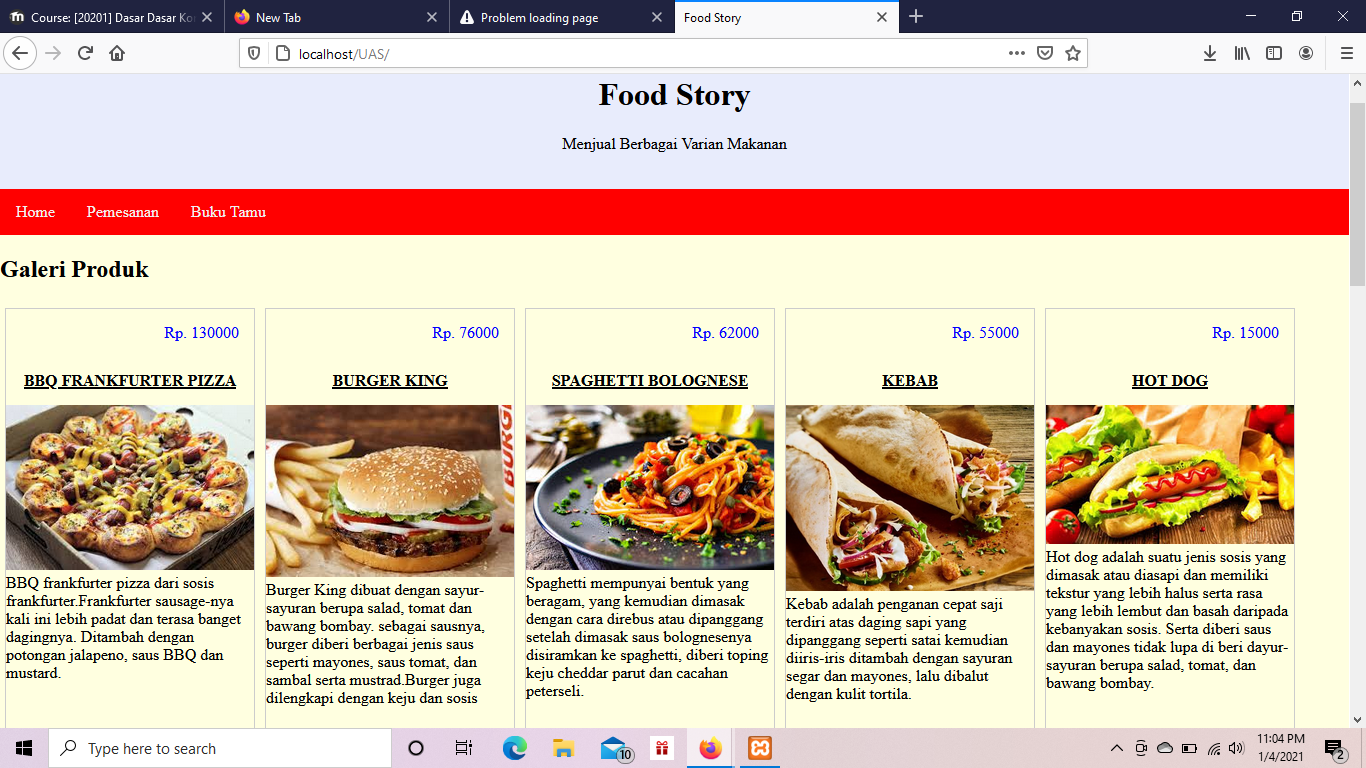 Course: [20201] Dasar Dasar Ko
New Tab
Problem loading page
Food Story
localhost/UAS/
Food Story
Menjual Berbagai Varian Makanan
Home Pemesanan Buku Tamu
Galeri Produk
Rp. 130000
BBQ FRANKFURTER PIZZA
BBQ frankfurter pizza dari sosis
frankfurter.Frankfurter sausage-nya
kali ini lebih padat dan terasa banget
dagingnya. Ditambah dengan
potongan jalapeno, saus BBQ dan
mustard.
Rp. 76000
BURGER KING
BURGI
Burger King dibuat dengan sayur-
sayuran berupa salad, tomat dan
bawang bombay. sebagai sausnya,
burger diberi berbagai jenis saus
seperti mayones, saus tomat, dan
sambal serta mustrad.Burger juga
dilengkapi dengan keju dan sosis
Rp. 62000
SPAGHETTI BOLOGNESE
Spaghetti mempunyai bentuk yang
beragam, yang kemudian dimasak
dengan cara direbus atau dipanggang
setelah dimasak saus bolognesenya
disiramkan ke spaghetti, diberi toping
keju cheddar parut dan cacahan
peterseli.
Rp. 55000
KEBAB
Kebab adalah penganan cepat saji
terdiri atas daging sapi yang
dipanggang seperti satai kemudian
diiris-iris ditambah dengan sayuran
segar dan mayones, lalu dibalut
dengan kulit tortila.
Rp. 15000
HOT DOG
Hot dog adalah suatu jenis sosis yang
dimasak atau diasapi dan memiliki
tekstur yang lebih halus serta rasa
yang lebih lembut dan basah daripada
kebanyakan sosis. Serta diberi saus
dan mayones tidak lupa di beri dayur-
sayuran berupa salad, tomat, dan
bawang bombay.
Type here to search
10
11:04 PM
1/4/2021
2